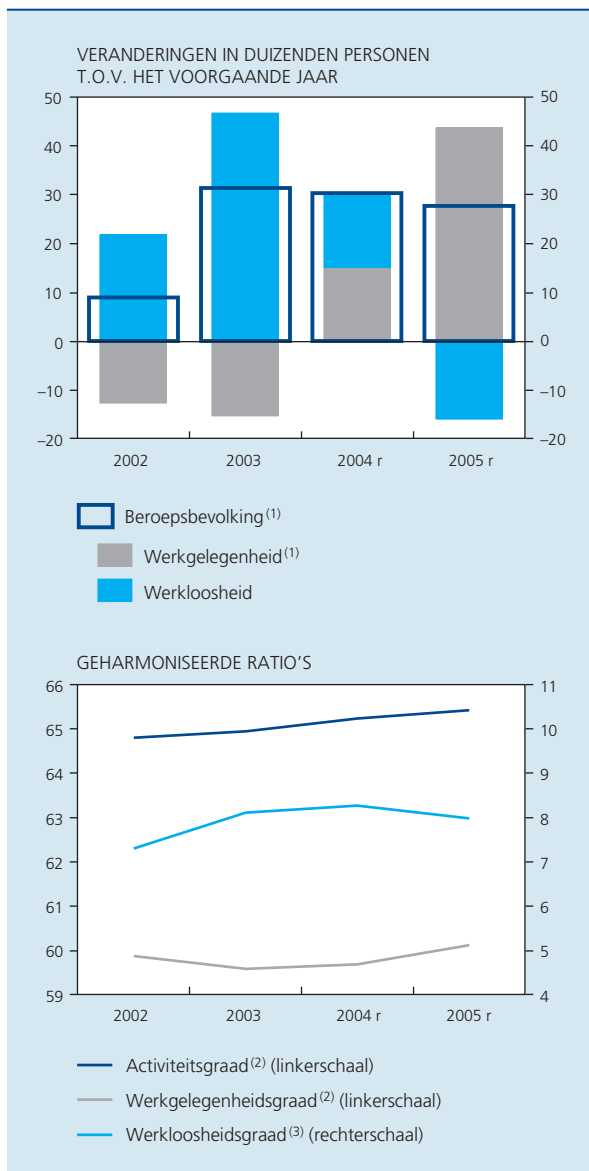 VERANDERINGEN IN DUIZENDEN PERSONEN
T.O.V. HET VOORGAANDE JAAR
50 50
40 40
30 30
20 20
10 10
0 0
–10 –10
–20 –20
2002 2003 2004 r 2005 r
Beroepsbevolking(1)
Werkgelegenheid(1)
Werkloosheid
GEHARMONISEERDE RATIO’S
66 11
65 10
64 9
63 8
62 7
61 6
60 5
59 4
2002 2003 2004 r 2005 r
Activiteitsgraad(2) (linkerschaal)
Werkgelegenheidsgraad(2) (linkerschaal)
Werkloosheidsgraad(3) (rechterschaal)